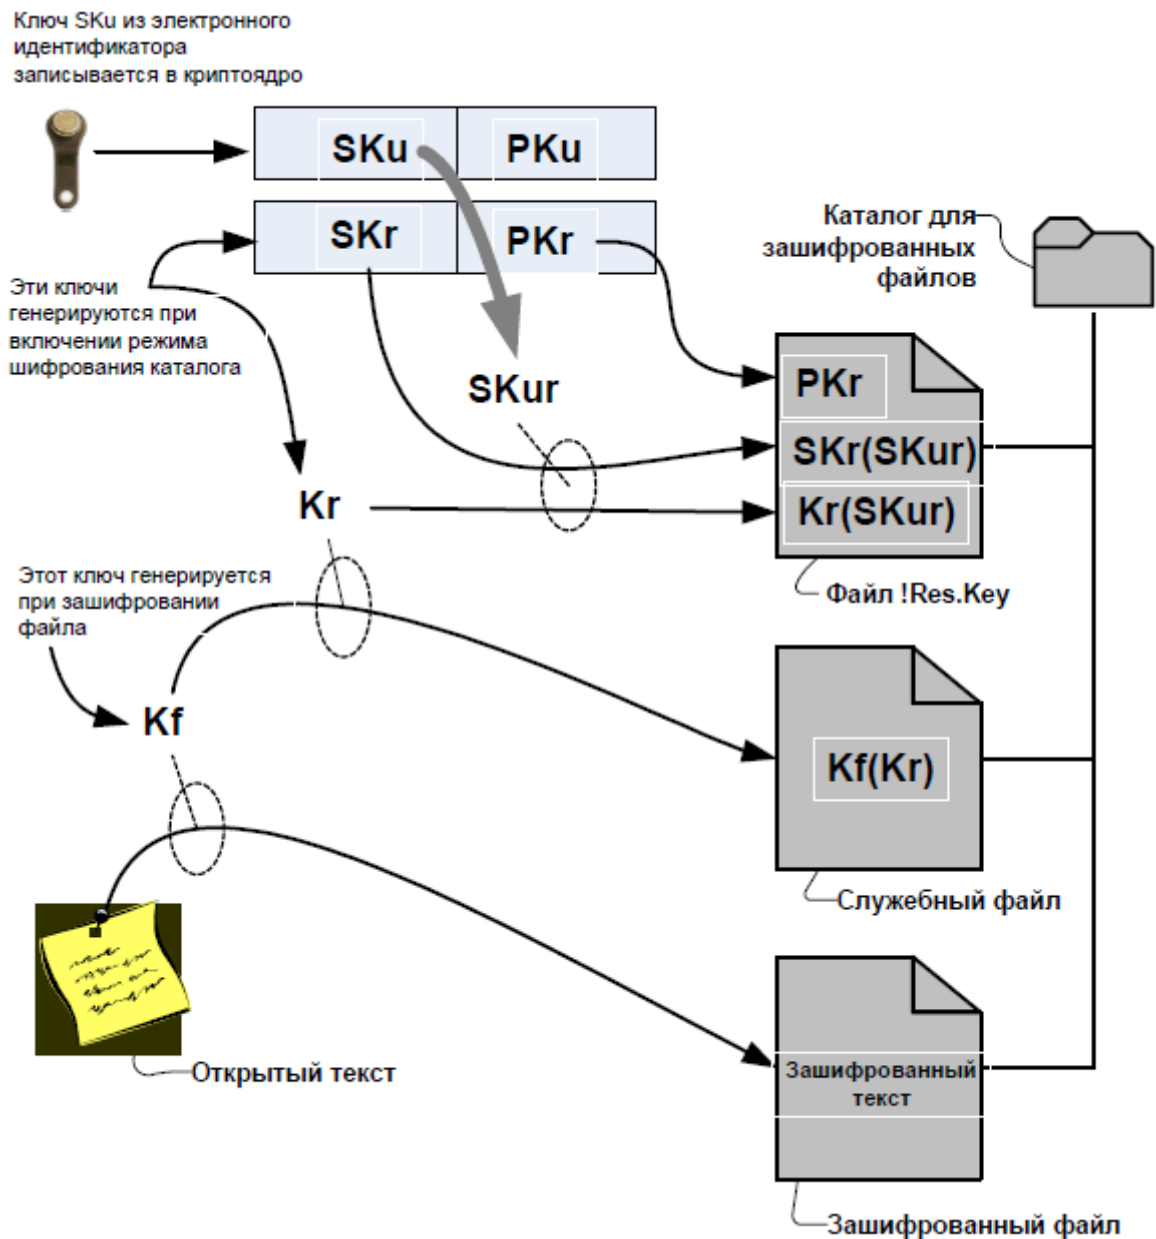 Ключ SKu из электронного
идентификатора
записывается в криптоядро
SKu
PKu
SKr
PKr
Каталог для
зашифрованных
файлов
Эти ключи
генерируются при
включении режима
шифрования каталога
SKur
PKr
SKr(SKur)
Kr(SKur)
Kr
Файл !Res.Key
Этот ключ генерируется
при зашифровании
файла
Kf
Kf(Kr)
Служебный файл
Открытый текст
Зашифрованный
текст
Зашифрованный файл